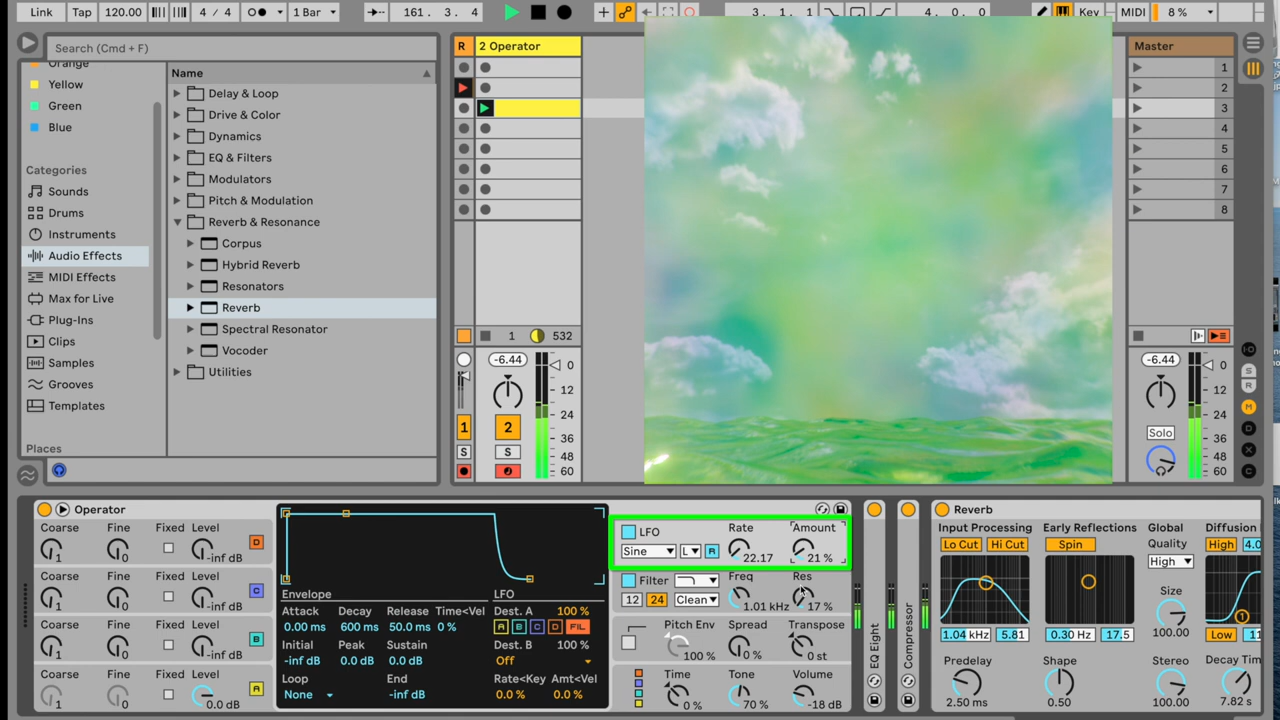 Link Tap 120.00 4 / 4 1 Bar 161. 3. 4 3. 1. 1 4. 0. 0 Key MIDI 8 %
Search (Cmd + F)
Orange
Yellow
Green
Blue
Categories
Sounds
Drums
Instruments
Audio Effects
MIDI Effects
Max for Live
Plug-Ins
Clips
Samples
Grooves
Templates
Places
Name
Delay & Loop
Drive & Color
Dynamics
EQ & Filters
Modulators
Pitch & Modulation
Reverb & Resonance
Corpus
Hybrid Reverb
Resonators
Reverb
Spectral Resonator
Vocoder
Utilities
R 2 Operator
1 532
-6.44
0
12
24
36
48
60
1 2
S S
Master
1
2
3
4
5
6
7
8
-6.44
0
12
24
36
48
60
Solo
S
R
M
D
X
C
Operator
Coarse Fine Fixed Level
1 0 -inf dB D
Coarse Fine Fixed Level
1 0 -inf dB C
Coarse Fine Fixed Level
1 0 -inf dB B
Coarse Fine Fixed Level
1 0 0.0 dB A
Envelope
Attack Decay Release Time<Vel
0.00 ms 600 ms 50.0 ms 0 %
Initial Peak Sustain
-inf dB 0.0 dB 0.0 dB
Loop End
None -inf dB
LFO
Dest. A 100 %
A B C D FIL
Dest. B 100 %
Off
Rate<Key Amt<Vel
0.0 % 0.0 %
LFO Rate Amount
Sine L R 22.17 21 %
Filter Freq Res
12 24 Clean 1.01 kHz 17 %
Pitch Env Spread Transpose
100 % 0 % 0 st
Time Tone Volume
0 % 70 % -18 dB
EQ Eight
Compressor
Reverb
Input Processing Early Reflections Global Diffusion
Lo Cut Hi Cut Spin Quality High 4.0
High
Size
100.00
1.04 kHz 5.81 0.30 Hz 17.5 Low 11
Predelay Shape Stereo Decay Tim
2.50 ms 0.50 100.00 7.82 s